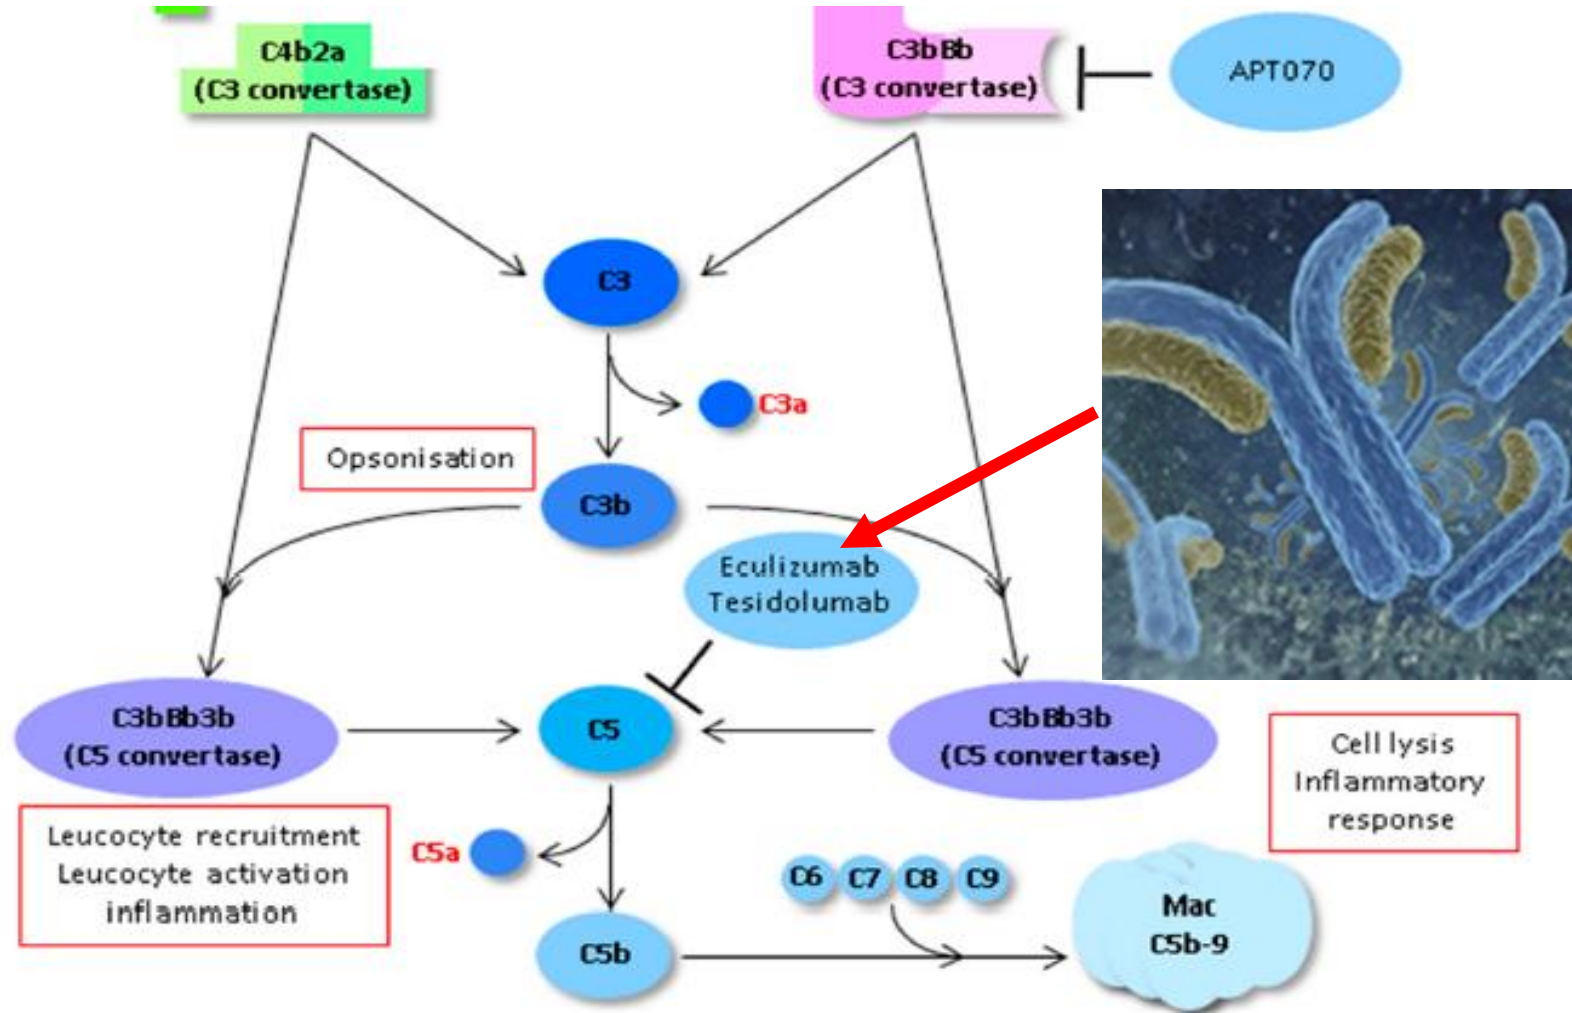 C4b2a
(C3 convertase)
C3bBb
(C3 convertase)
APT070
C3
C3a
Opsonisation
C3b
Eculizumab
Tesidolumab
C3bBb3b
(C5 convertase)
C5
C3bBb3b
(C5 convertase)
Cell lysis
Inflammatory
response
Leucocyte recruitment
Leucocyte activation
inflammation
C5a
C6 C7 C8 C9
Mac
C5b-9
C5b